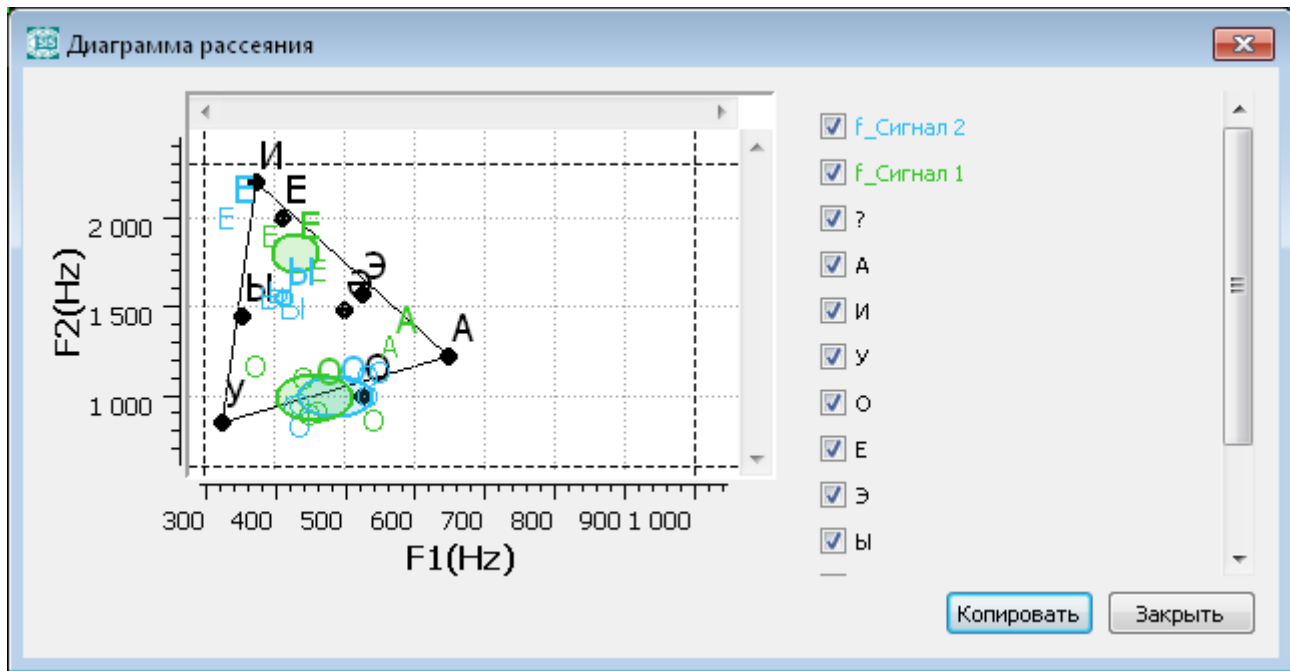 SIS Диаграмма рассеяния
И
Е Е
Е Е Е
Е
Э
Э
Ы Ы
Ы Ы
А А
А
О О О О О
О О О
У
О О О О
О О
2 000
1 500
1 000
F2(Hz)
300 400 500 600 700 800 900 1 000
F1(Hz)
f_Сигнал 2
f_Сигнал 1
?
А
И
У
О
Е
Э
Ы
Копировать Закрыть